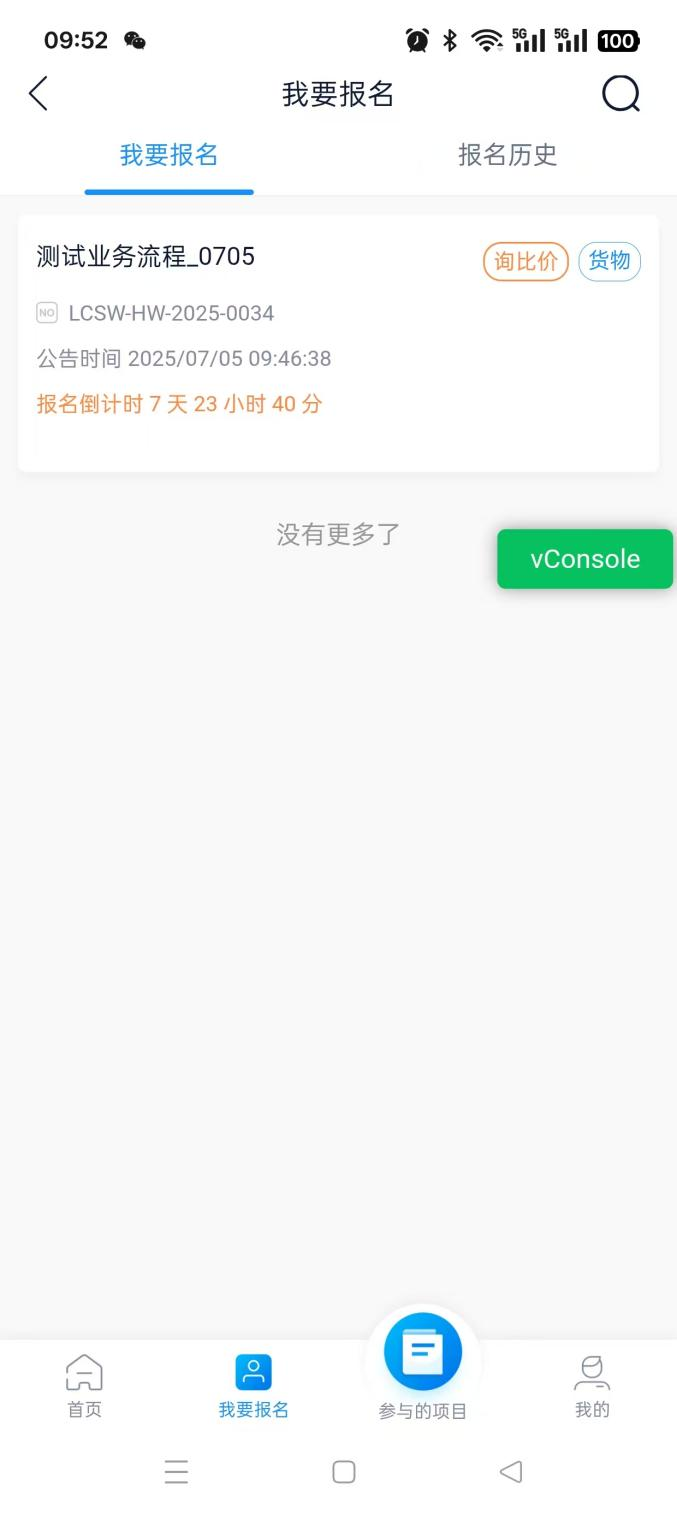 09:52
5G 5G 100
我要报名
我要报名 报名历史
测试业务流程_0705 询比价 货物
NO LCSW-HW-2025-0034
公告时间 2025/07/05 09:46:38
报名倒计时 7 天 23 小时 40 分
没有更多了
vConsole
首页 我要报名 参与的项目 我的